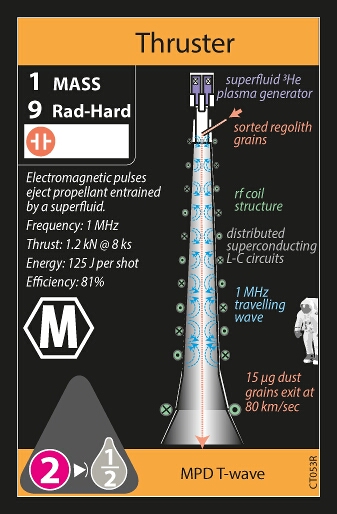 Thruster
1 MASS
9 Rad-Hard
Electromagnetic pulses
eject propellant entrained
by a superfluid.
Frequency: 1 MHz
Thrust: 1.2 kN @ 8 ks
Energy: 125 J per shot
Efficiency: 81%
M
superfluid ³He
plasma generator
sorted regolith
grains
rf coil
structure
distributed
superconducting
L-C circuits
1 MHz
travelling
wave
15 µg dust
grains exit at
80 km/sec
2
1
2
MPD T-wave
CT053R